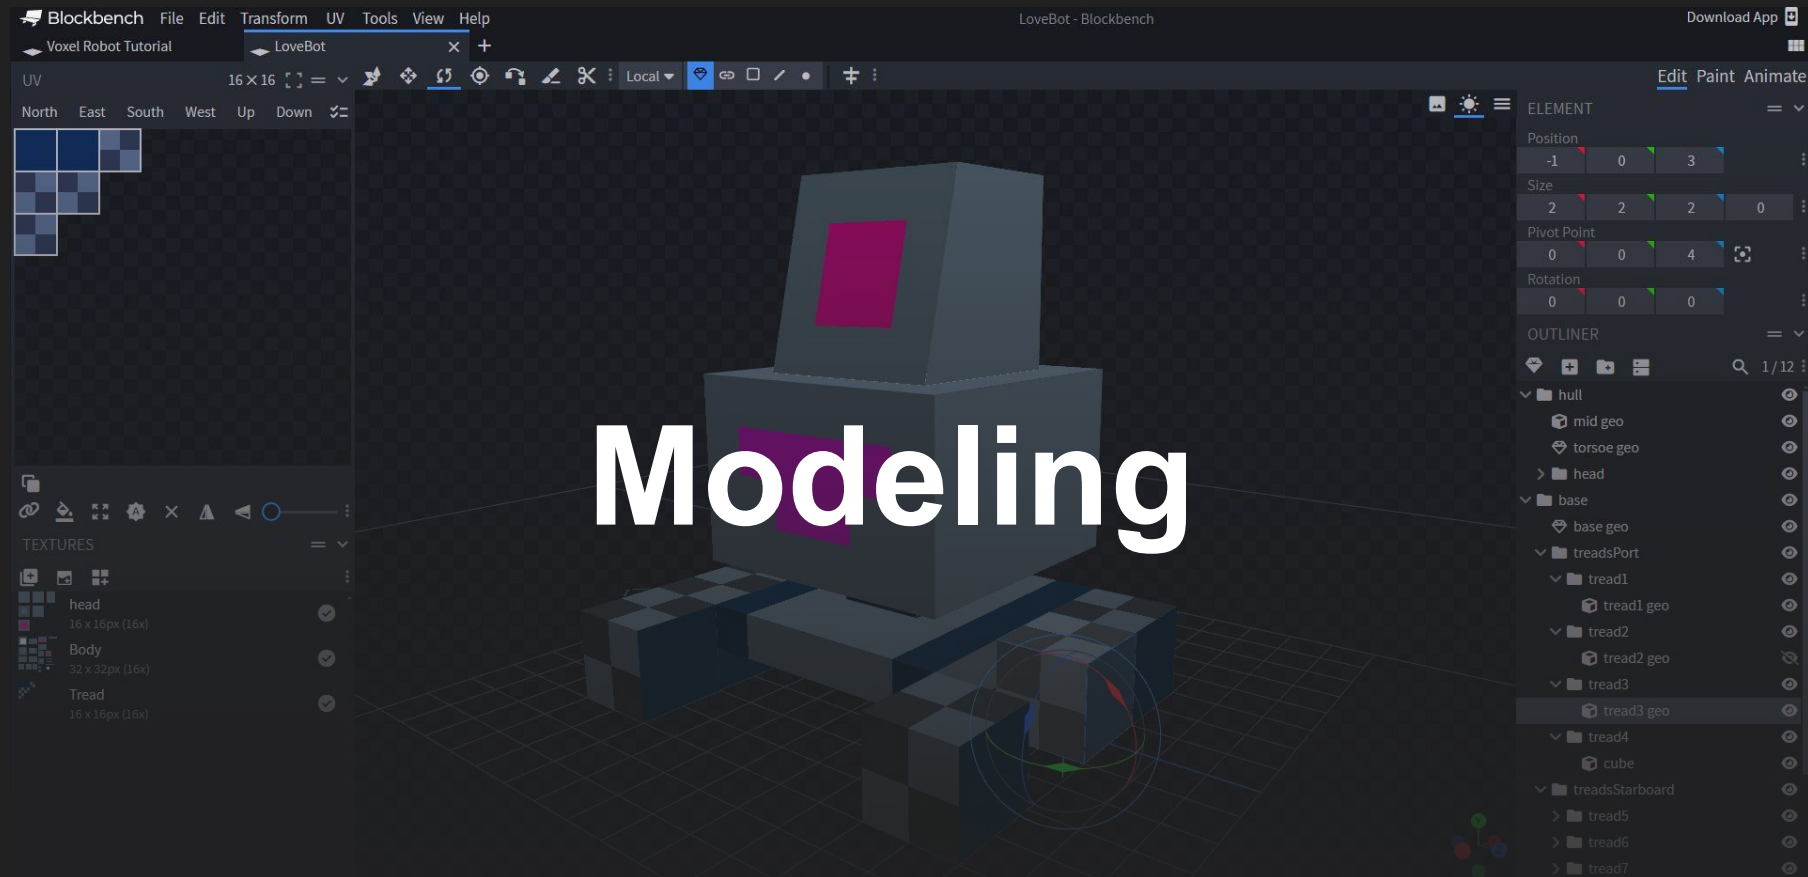 Blockbench File Edit Transform UV Tools View Help
LoveBot - Blockbench
Download App
Voxel Robot Tutorial
LoveBot
UV 16×16
Local
Edit Paint Animate
North East South West Up Down
ELEMENT
Position
-1 0 3
Size
2 2 2 0
Pivot Point
0 0 4
Rotation
0 0 0
OUTLINER
1/12
hull
mid geo
torsoe geo
head
base
base geo
treadsPort
tread1
tread1 geo
tread2
tread2 geo
tread3
tread3 geo
tread4
cube
treadsStarboard
tread5
tread6
tread7
Modeling
TEXTURES
head
16 x 16px (16x)
Body
32 x 32px (16x)
Tread
16 x 16px (16x)